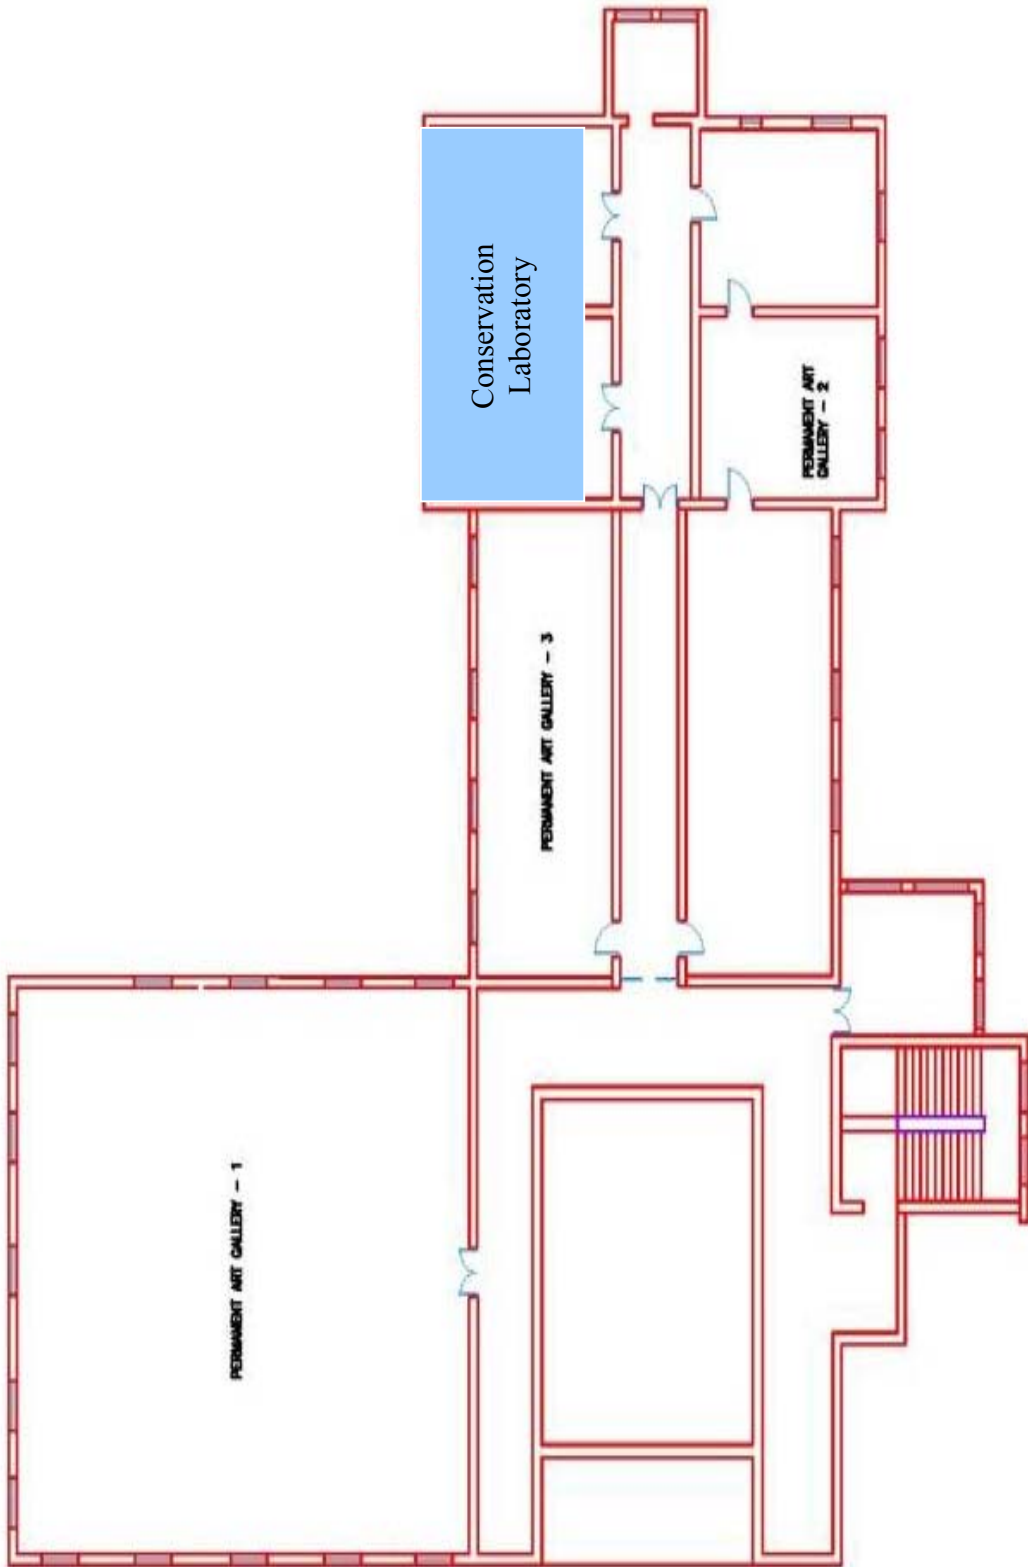 Conservation
Laboratory
PERMANENT ART
GALLERY - 2
PERMANENT ART GALLERY - 3
PERMANENT ART GALLERY - 1